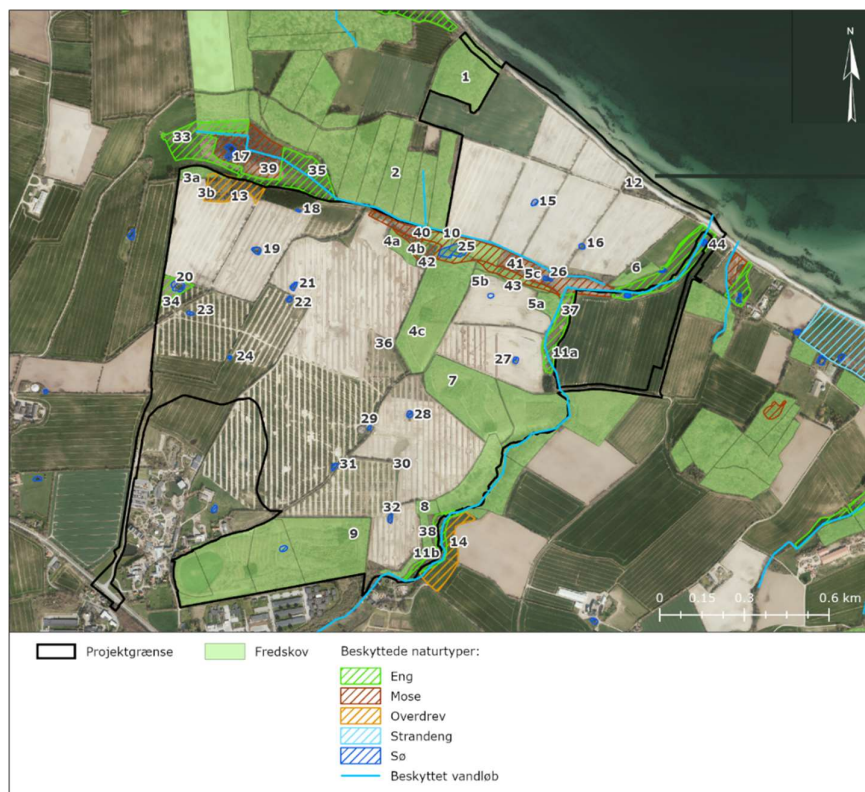 N
1
33
17
39
35
3a
3b
13
2
12
18
15
40
10
4a
25
4b
16
44
19
42
41
5c
26
6
43
20
21
5b
34
22
5a
37
23
36
4c
24
27
11a
7
29
28
31
30
32
8
9
38
14
11b
0 0.15 0.3 0.6 km
Projektgrænse Fredskov Beskyttede naturtyper:
Eng
Mose
Overdrev
Strandeng
Sø
Beskyttet vandløb